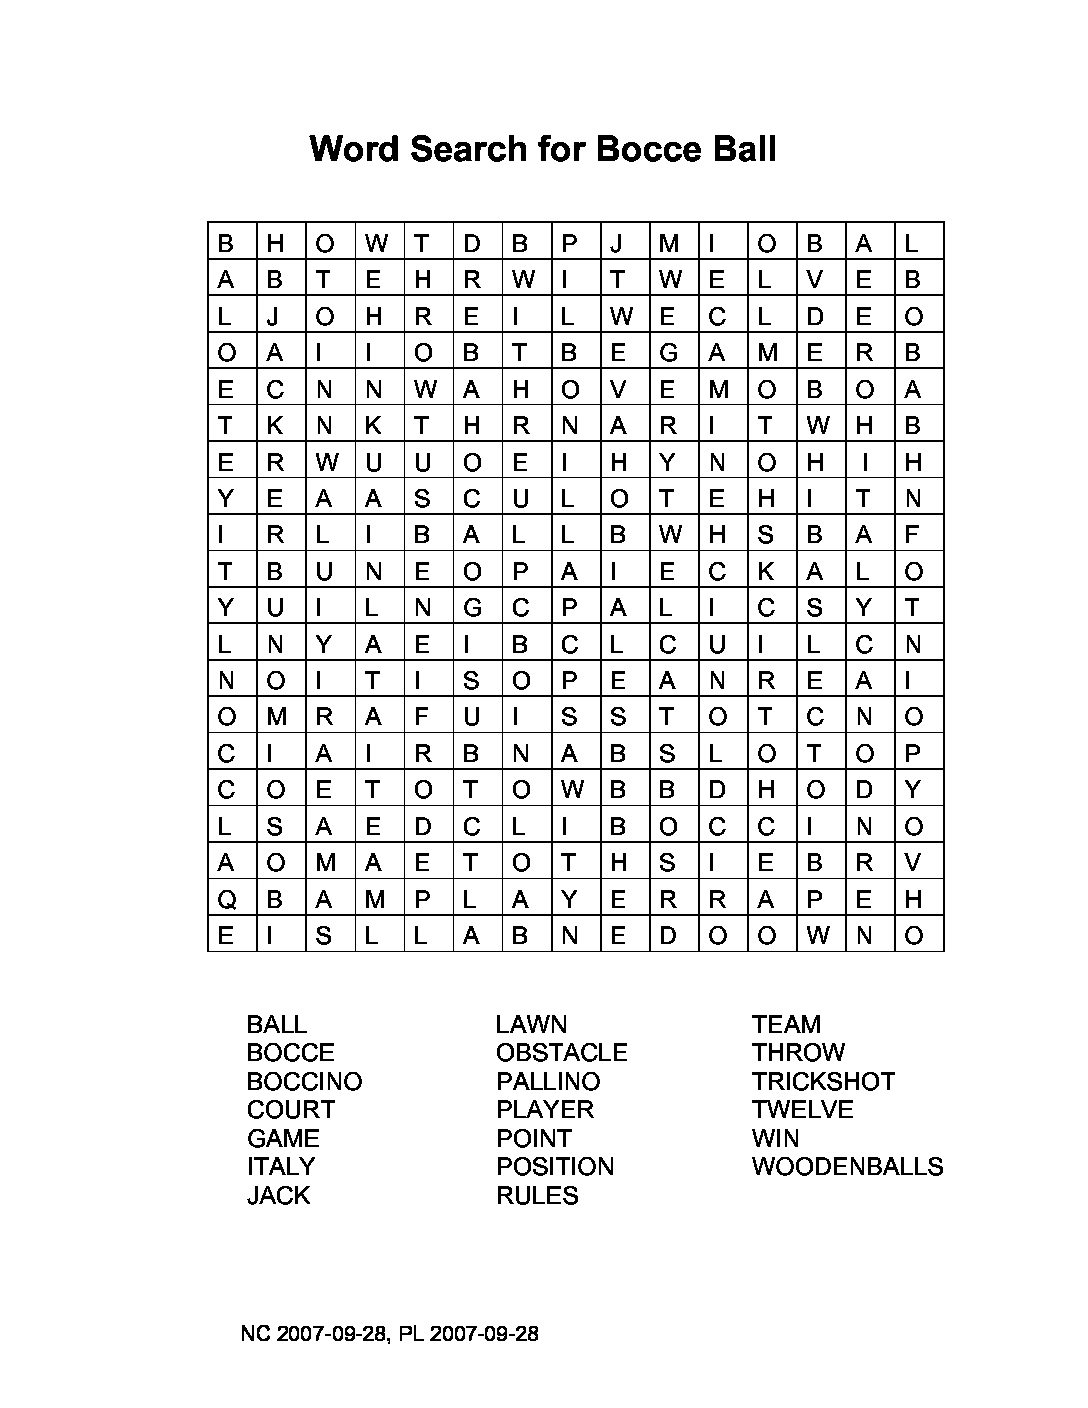 Word Search for Bocce Ball
B H O W T D B P J M I O B A L
A B T E H R W I T W E L V E B
L J O H R E I L W E C L D E O
O A I I O B T B E G A M E R B
E C N N W A H O V E M O B O A
T K N K T H R N A R I T W H B
E R W U U O E I H Y N O H I H
Y E A A S C U L O T E H I T N
I R L I B A L L B W H S B A F
T B U N E O P A I E C K A L O
Y U I L N G C P A L I C S Y T
L N Y A E I B C L C U I L C N
N O I T I S O P E A N R E A I
O M R A F U I S S T O T C N O
C I A I R B N A B S L O T O P
C O E T O T O W B B D H O D Y
L S A E D C L I B O C C I N O
A O M A E T O T H S I E B R V
Q B A M P L A Y E R R A P E H
E I S L L A B N E D O O W N O
BALL LAWN TEAM
BOCCE OBSTACLE THROW
BOCCINO PALLINO TRICKSHOT
COURT PLAYER TWELVE
GAME POINT WIN
ITALY POSITION WOODENBALLS
JACK RULES
NC 2007-09-28, PL 2007-09-28